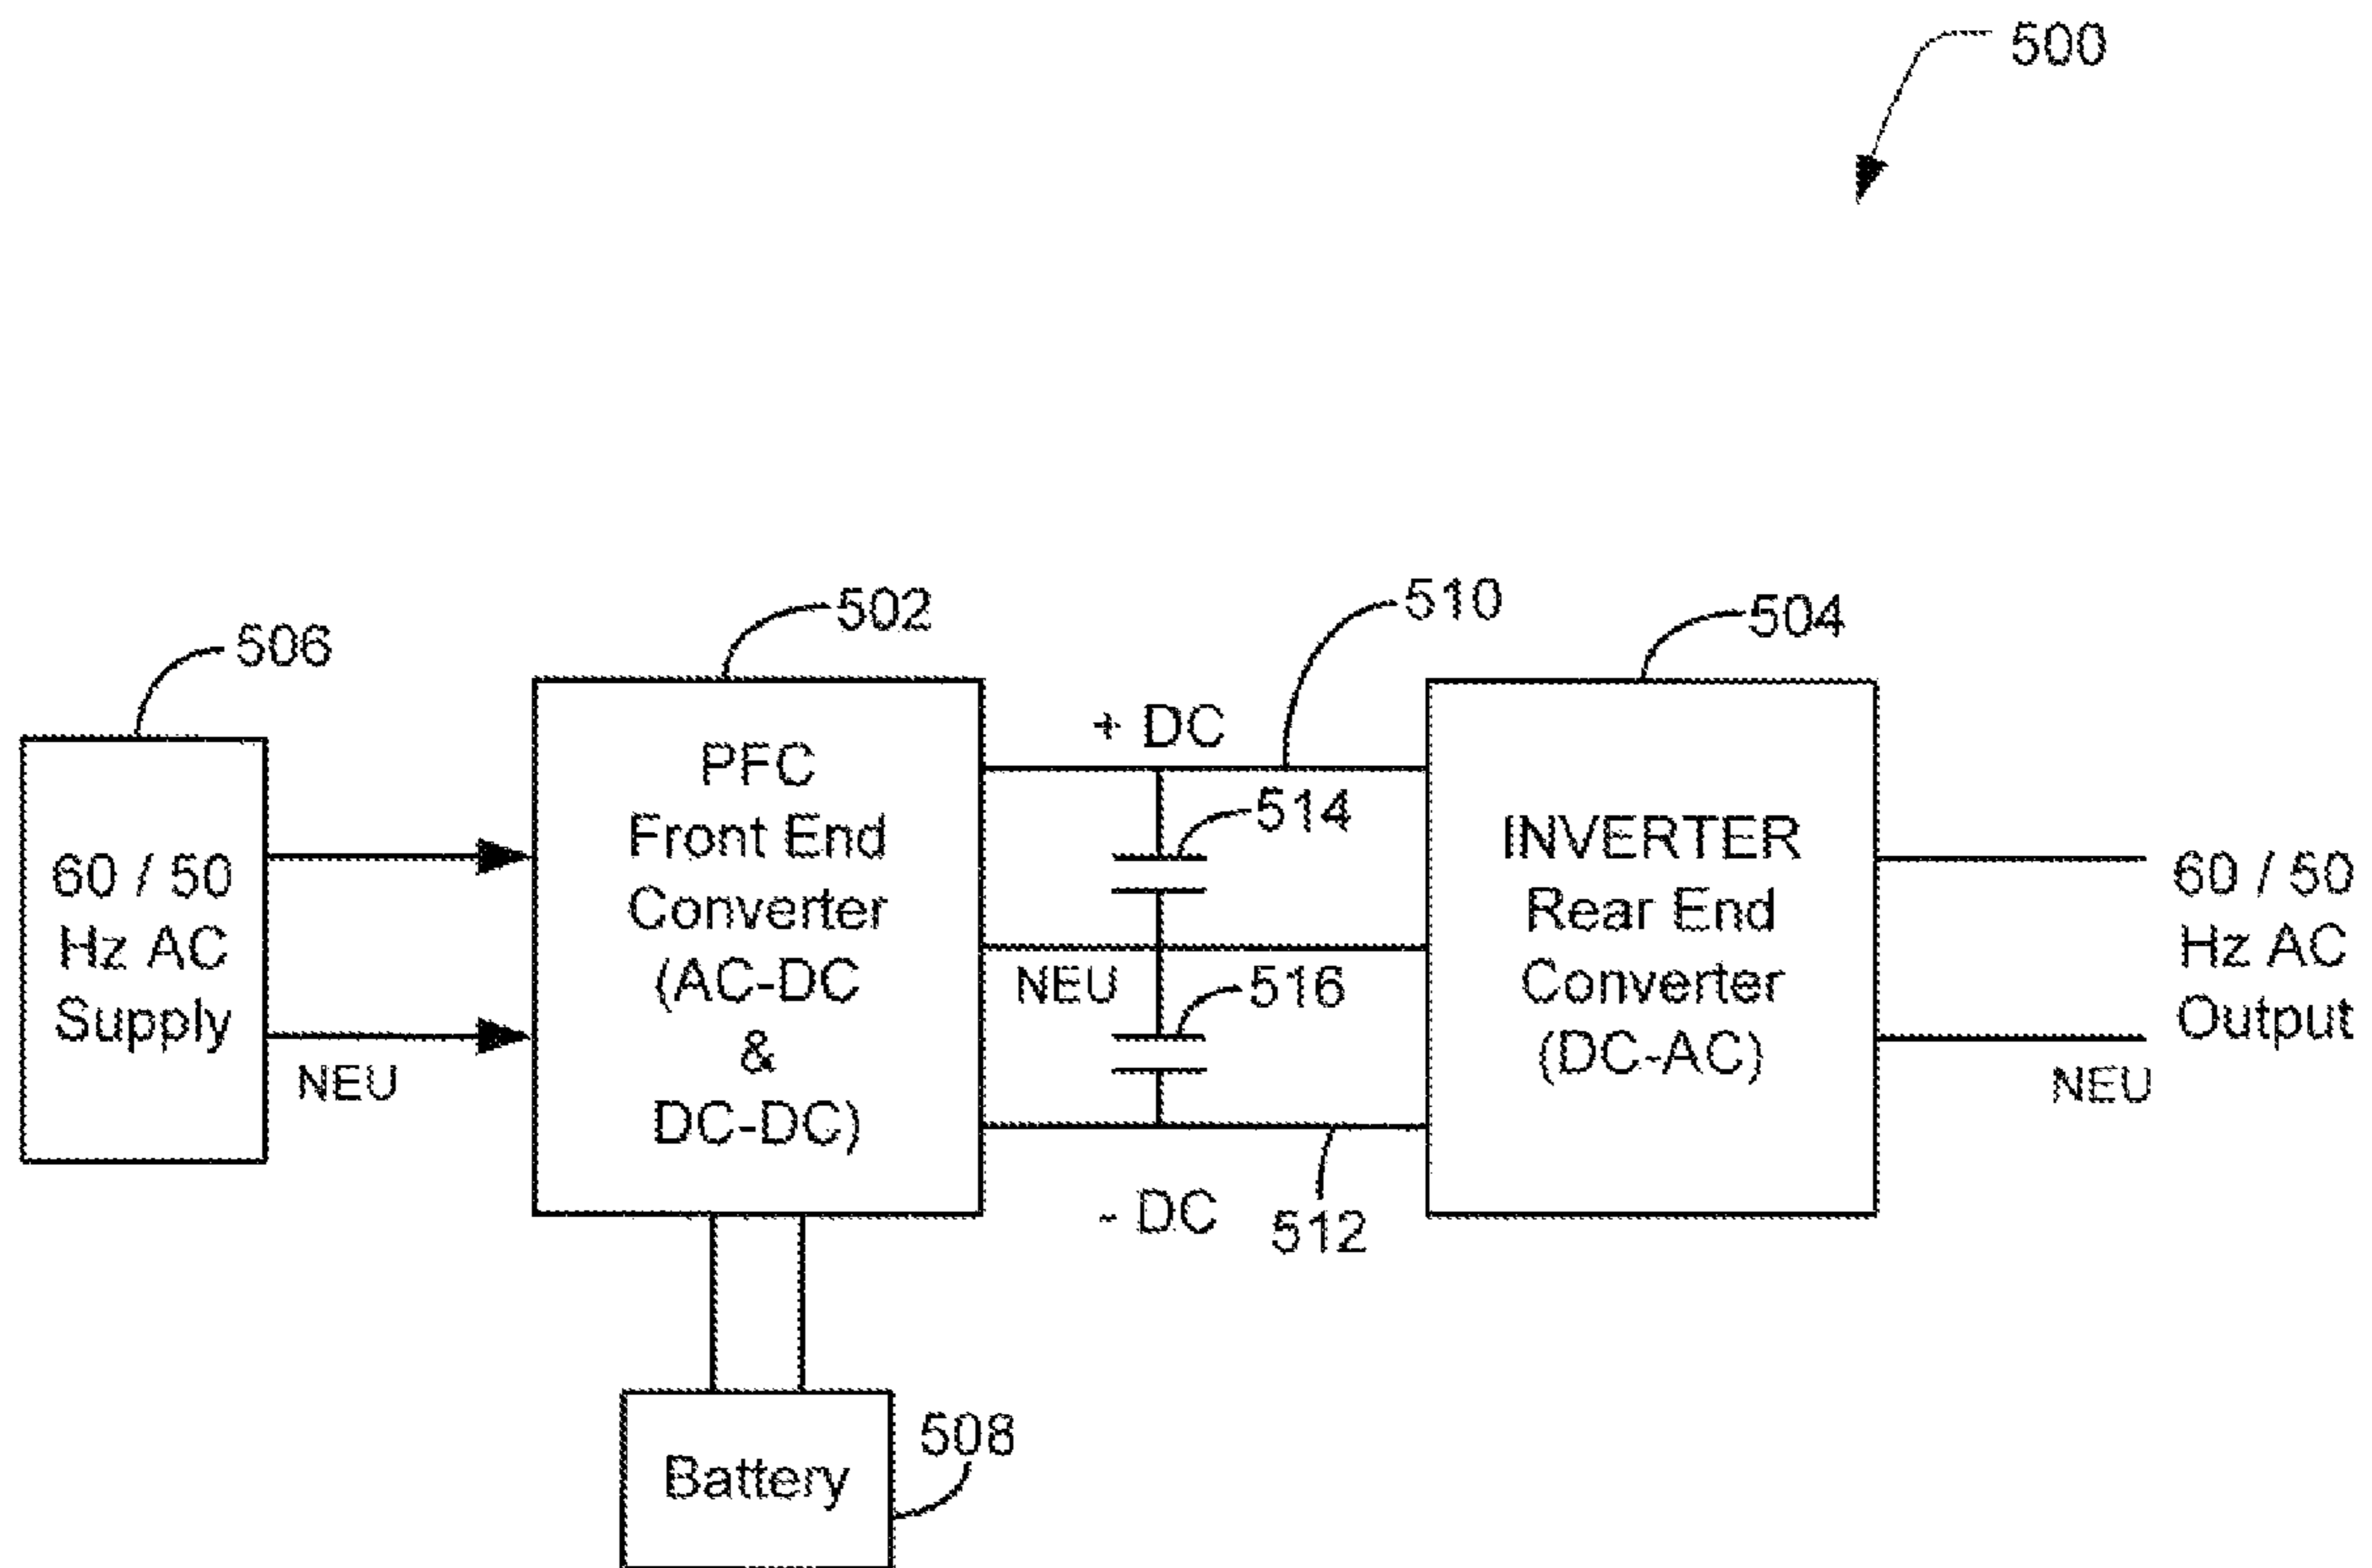 500
506
502
510
504
60 / 50
Hz AC
Supply
NEU
PFC
Front End
Converter
(AC-DC
&
DC-DC)
+ DC
514
NEU
516
- DC
512
INVERTER
Rear End
Converter
(DC-AC)
60 / 50
Hz AC
Output
NEU
Battery
508